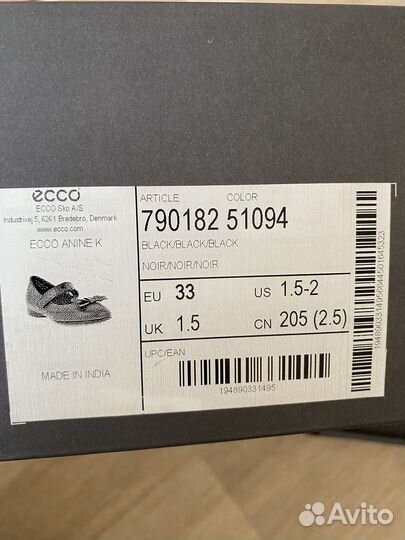 ecco
ECCO Sko A/S
Industrivej 5, 6261 Bredebro, Denmark
www.ecco.com
ECCO ANINE K
MADE IN INDIA
ARTICLE COLOR
790182 51094
BLACK/BLACK/BLACK
NOIR/NOIR/NOIR
EU 33 US 1.5-2
UK 1.5 CN 205 (2.5)
UPC/EAN
194890331495
Avito